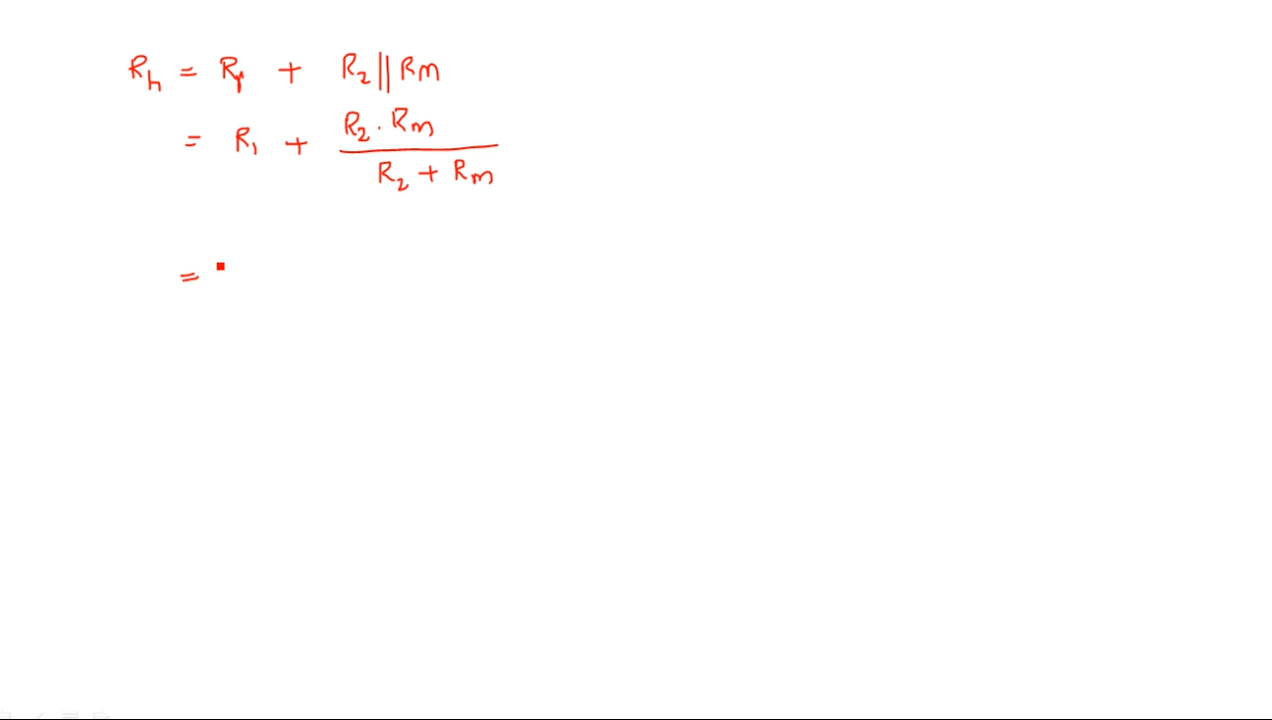 Rh = R1 + R2 || Rm
= R1 + R2 . Rm / R2 + Rm
=